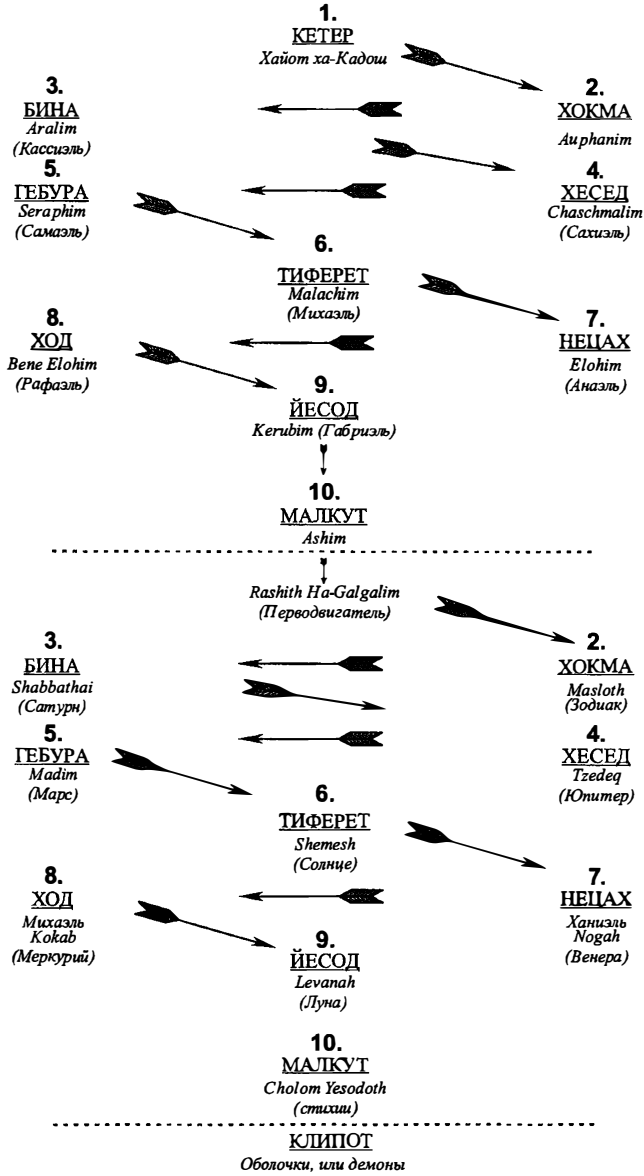 1.
КЕТЕР
Хайот ха-Кадош
3.
БИНА
Aralim
(Кассиэль)
2.
ХОКМА
Auphanim
5.
ГЕБУРА
Seraphim
(Самаэль)
4.
ХЕСЕД
Chaschmalim
(Сахиэль)
6.
ТИФЕРЕТ
Malachim
(Михаэль)
8.
ХОД
Bene Elohim
(Рафаэль)
7.
НЕЦАХ
Elohim
(Анаэль)
9.
ЙЕСОД
Kerubim (Габриэль)
10.
МАЛКУТ
Ashim
Rashith Ha-Galgalim
(Перводвигатель)
3.
БИНА
Shabbathai
(Сатурн)
2.
ХОКМА
Masloth
(Зодиак)
5.
ГЕБУРА
Madim
(Марс)
4.
ХЕСЕД
Tzedeq
(Юпитер)
6.
ТИФЕРЕТ
Shemesh
(Солнце)
8.
ХОД
Михаэль
Kokab
(Меркурий)
7.
НЕЦАХ
Ханиэль
Nogah
(Венера)
9.
ЙЕСОД
Levanah
(Луна)
10.
МАЛКУТ
Cholom Yesodoth
(стихии)
КЛИПОТ
Оболочки, или демоны